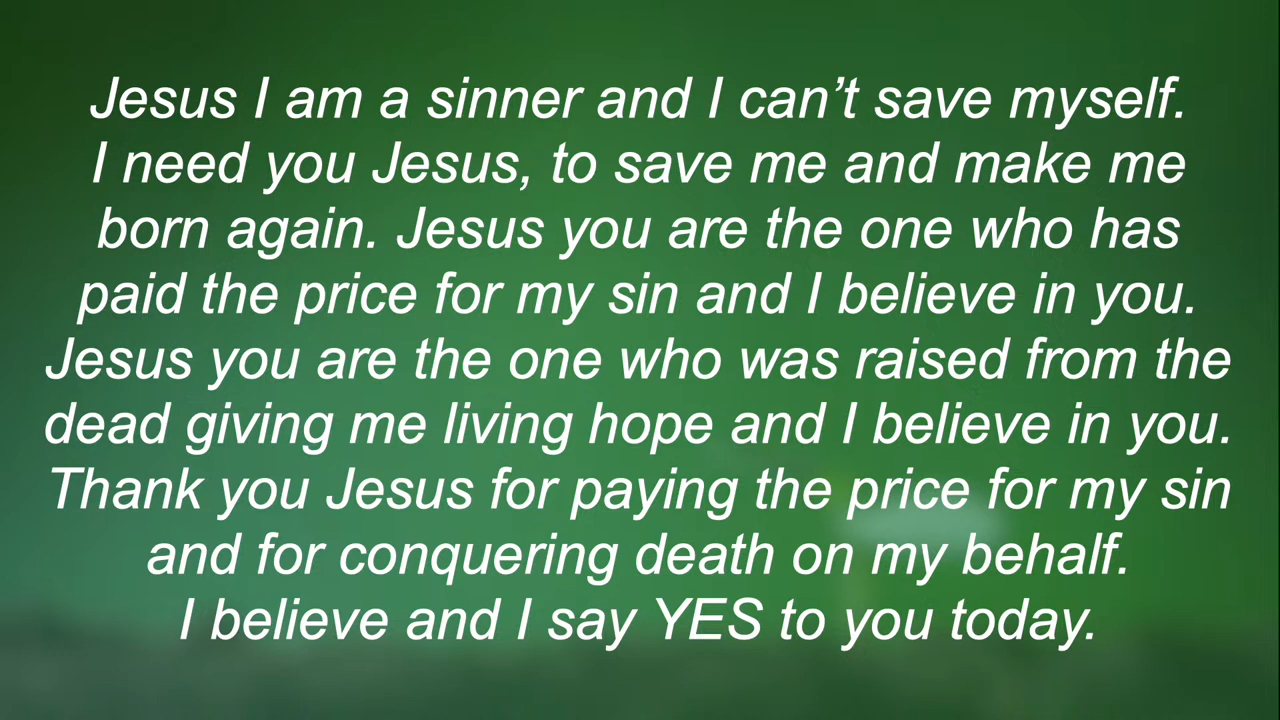 Jesus I am a sinner and I can’t save myself.
I need you Jesus, to save me and make me
born again. Jesus you are the one who has
paid the price for my sin and I believe in you.
Jesus you are the one who was raised from the
dead giving me living hope and I believe in you.
Thank you Jesus for paying the price for my sin
and for conquering death on my behalf.
I believe and I say YES to you today.